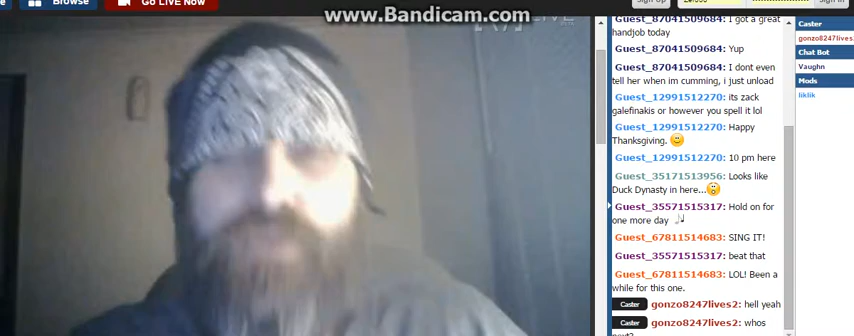 Browse
Go LIVE Now
www.Bandicam.com
LIVE
Sign Up
Sign In
Guest_87041509684: I got a great
handjob today
Guest_87041509684: Yup
Guest_87041509684: I dont even
tell her when im cumming, i just unload
Guest_12991512270: its zack
galefinakis or however you spell it lol
Guest_12991512270: Happy
Thanksgiving.
Guest_12991512270: 10 pm here
Guest_35171513956: Looks like
Duck Dynasty in here...
Guest_35571515317: Hold on for
one more day
Guest_67811514683: SING IT!
Guest_35571515317: beat that
Guest_67811514683: LOL! Been a
while for this one.
Caster gonzo8247lives2: hell yeah
Caster gonzo8247lives2: whos
Caster
gonzo8247lives2
Chat Bot
Vaughn
Mods
liklik